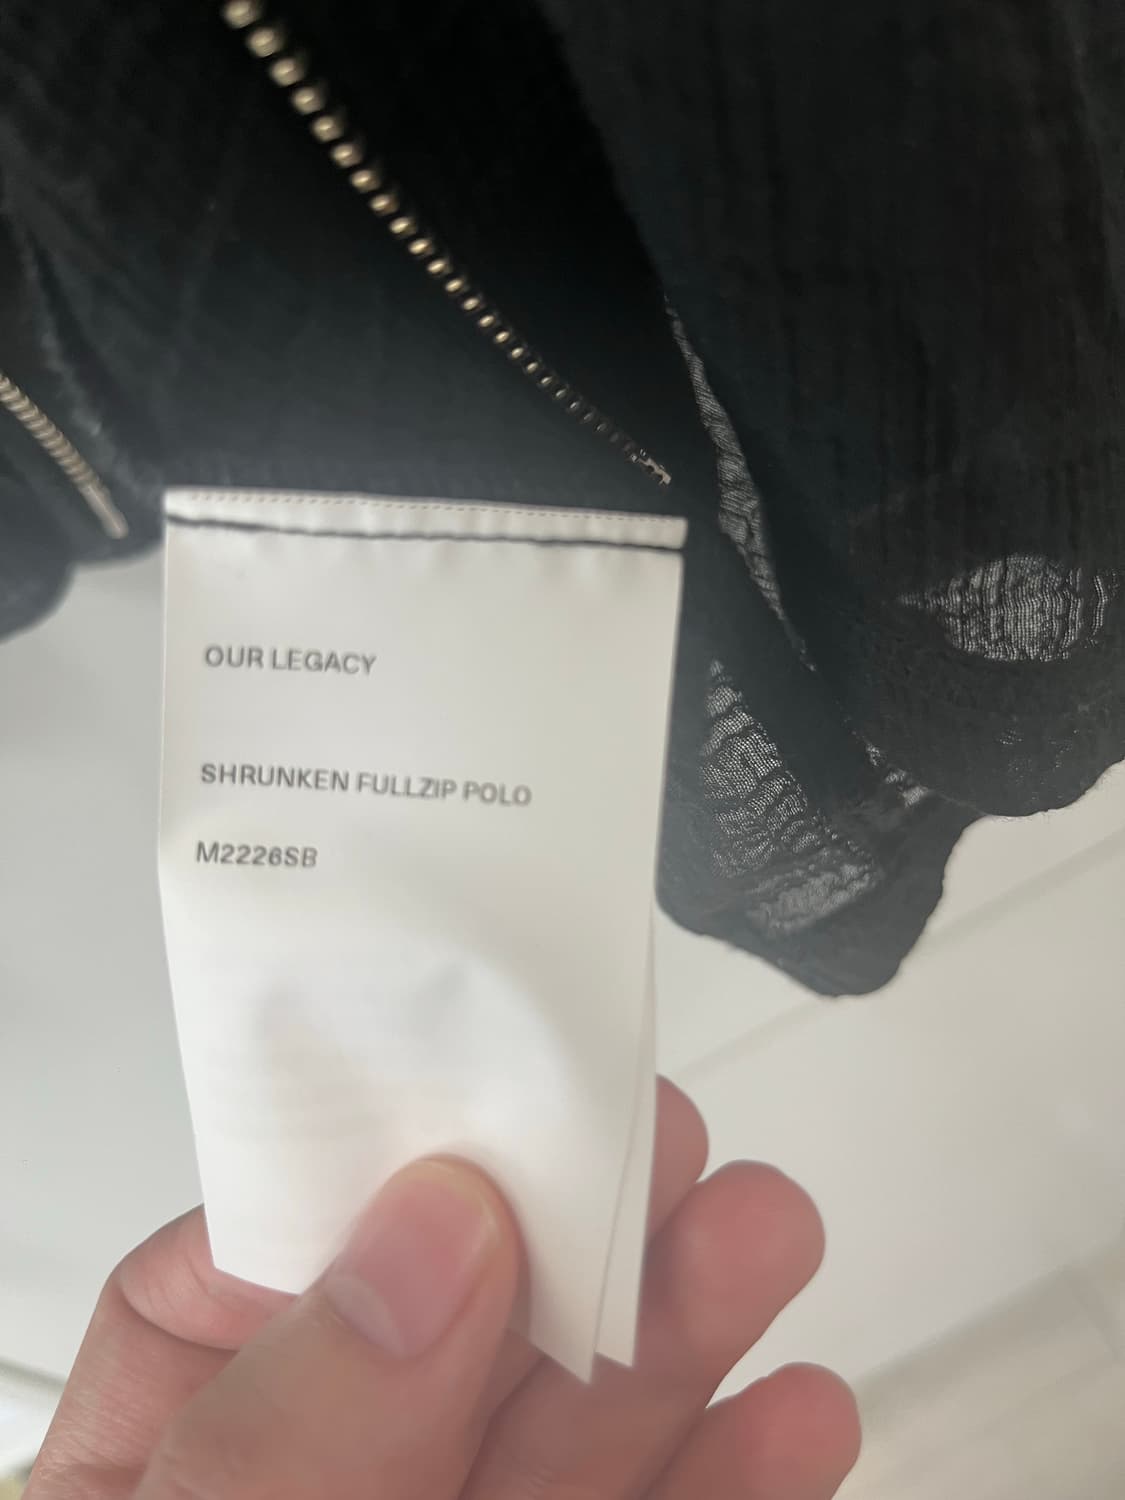 OUR LEGACY
SHRUNKEN FULLZIP POLO
M2226SB